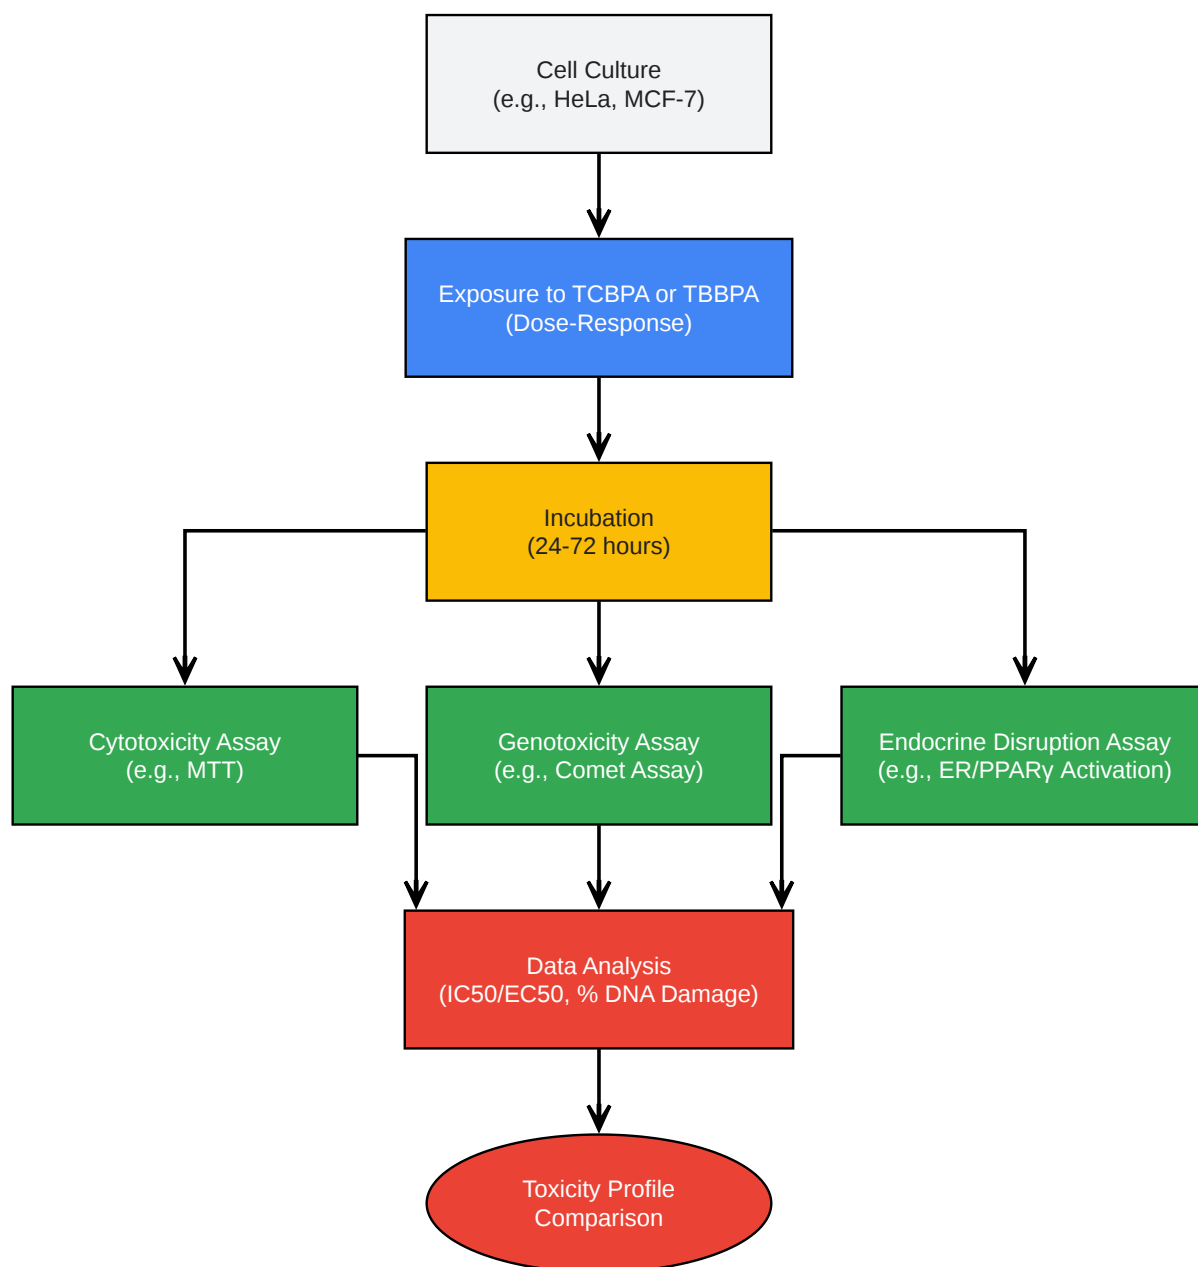 Cell Culture
(e.g., HeLa, MCF-7)
Exposure to TCBPA or TBBPA
(Dose-Response)
Incubation
(24-72 hours)
Cytotoxicity Assay
(e.g., MTT)
Genotoxicity Assay
(e.g., Comet Assay)
Endocrine Disruption Assay
(e.g., ER/PPARγ Activation)
Data Analysis
(IC50/EC50, % DNA Damage)
Toxicity Profile
Comparison